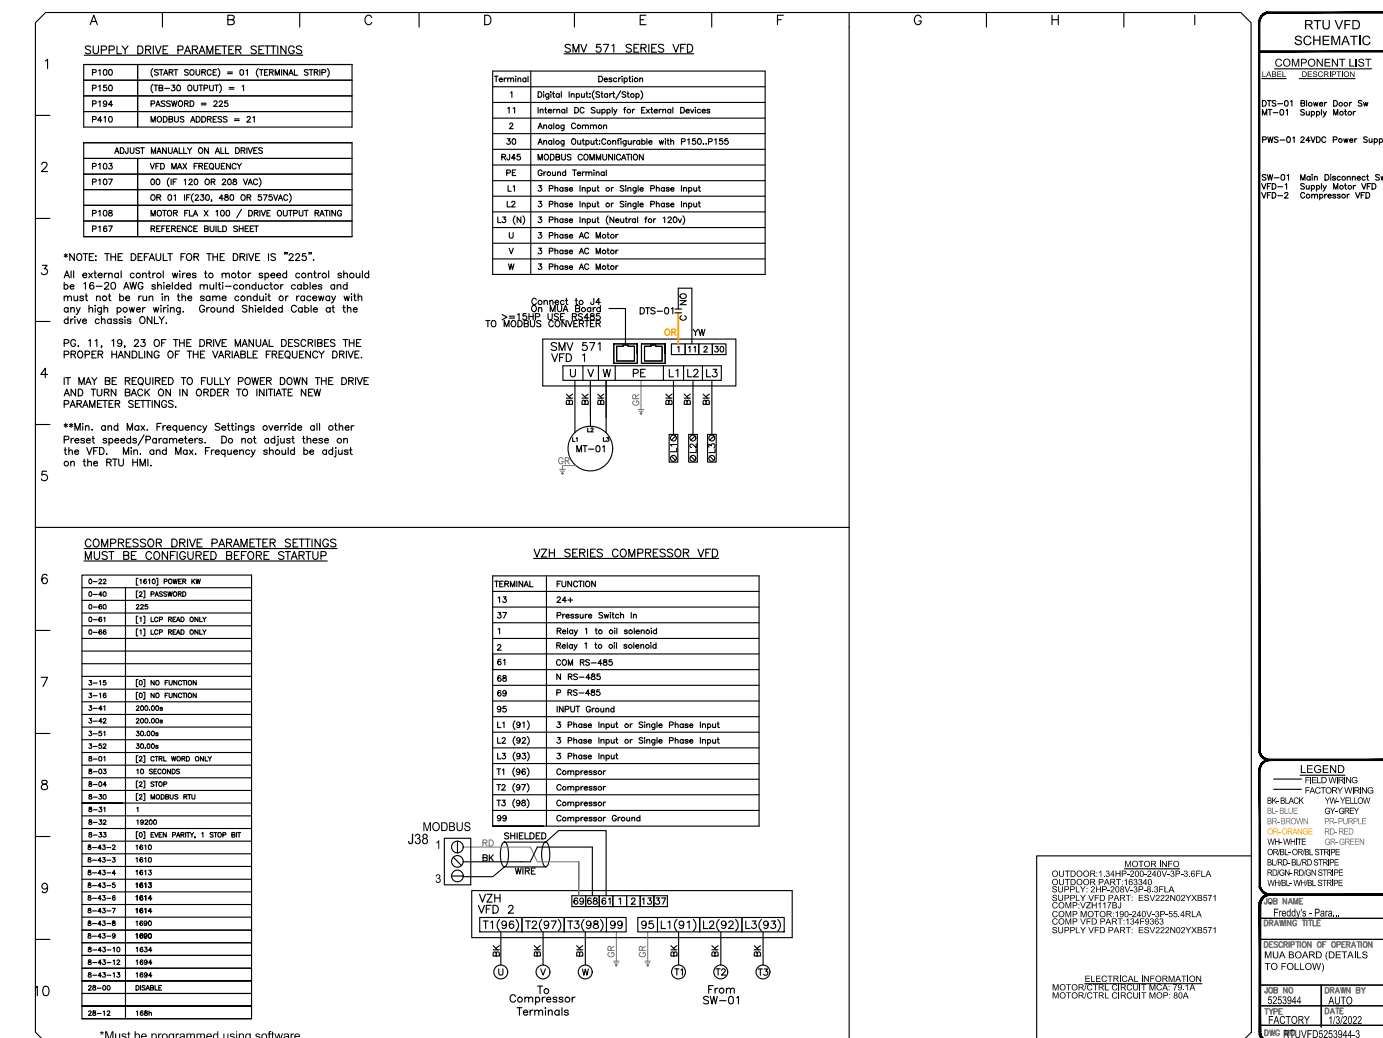 A B C D E F G H I
1
2
3
4
5
6
7
8
9
10
SUPPLY DRIVE PARAMETER SETTINGS
P100 (START SOURCE) = 01 (TERMINAL STRIP)
P150 (TB-30 OUTPUT) = 1
P194 PASSWORD = 225
P410 MODBUS ADDRESS = 21
ADJUST MANUALLY ON ALL DRIVES
P103 VFD MAX FREQUENCY
P107 00 (IF 120 OR 208 VAC)
OR 01 IF(230, 480 OR 575VAC)
P108 MOTOR FLA X 100 / DRIVE OUTPUT RATING
P167 REFERENCE BUILD SHEET
*NOTE: THE DEFAULT FOR THE DRIVE IS "225".
All external control wires to motor speed control should
be 16-20 AWG shielded multi-conductor cables and
must not be run in the same conduit or raceway with
any high power wiring. Ground Shielded Cable at the
drive chassis ONLY.
PG. 11, 19, 23 OF THE DRIVE MANUAL DESCRIBES THE
PROPER HANDLING OF THE VARIABLE FREQUENCY DRIVE.
IT MAY BE REQUIRED TO FULLY POWER DOWN THE DRIVE
AND TURN BACK ON IN ORDER TO INITIATE NEW
PARAMETER SETTINGS.
**Min. and Max. Frequency Settings override all other
Preset speeds/Parameters. Do not adjust these on
the VFD. Min. and Max. Frequency should be adjust
on the RTU HMI.
SMV 571 SERIES VFD
Terminal Description
1 Digital Input:(Start/Stop)
11 Internal DC Supply for External Devices
2 Analog Common
30 Analog Output:Configurable with P150..P155
RJ45 MODBUS COMMUNICATION
PE Ground Terminal
L1 3 Phase Input or Single Phase Input
L2 3 Phase Input or Single Phase Input
L3 (N) 3 Phase Input (Neutral for 120v)
U 3 Phase AC Motor
V 3 Phase AC Motor
W 3 Phase AC Motor
Connect to J4
On MUA Board
>=15HP USE RS485
TO MODBUS CONVERTER
DTS-01
C NO
OR YW
SMV 571
VFD 1
1 11 2 30
U V W PE L1 L2 L3
BK BK BK GR BK BK BK
L1 L2 L3
MT-01
GR
L1 L2 L3
COMPRESSOR DRIVE PARAMETER SETTINGS
MUST BE CONFIGURED BEFORE STARTUP
0-22 [1610] POWER KW
0-40 [2] PASSWORD
0-60 225
0-61 [1] LCP READ ONLY
0-66 [1] LCP READ ONLY
3-15 [0] NO FUNCTION
3-16 [0] NO FUNCTION
3-41 200.00s
3-42 200.00s
3-51 30.00s
3-52 30.00s
8-01 [2] CTRL WORD ONLY
8-03 10 SECONDS
8-04 [2] STOP
8-30 [2] MODBUS RTU
8-31 1
8-32 19200
8-33 [0] EVEN PARITY, 1 STOP BIT
8-43-2 1610
8-43-3 1610
8-43-4 1613
8-43-5 1613
8-43-6 1614
8-43-7 1614
8-43-8 1690
8-43-9 1690
8-43-10 1634
8-43-12 1694
8-43-13 1694
28-00 DISABLE
28-12 168h
*Must be programmed using software
VZH SERIES COMPRESSOR VFD
TERMINAL FUNCTION
13 24+
37 Pressure Switch In
1 Relay 1 to oil solenoid
2 Relay 1 to oil solenoid
61 COM RS-485
68 N RS-485
69 P RS-485
95 INPUT Ground
L1 (91) 3 Phase Input or Single Phase Input
L2 (92) 3 Phase Input or Single Phase Input
L3 (93) 3 Phase Input
T1 (96) Compressor
T2 (97) Compressor
T3 (98) Compressor
99 Compressor Ground
MODBUS
J38 1
3
RD
BK
SHIELDED
WIRE
VZH
VFD 2
69 68 61 1 2 13 37
T1(96) T2(97) T3(98) 99 95 L1(91) L2(92) L3(93)
BK BK BK GR GR BK BK BK
U V W T1 T2 T3
To
Compressor
Terminals
From
SW-01
MOTOR INFO
OUTDOOR:1.34HP-200-240V-3P-3.6FLA
OUTDOOR PART:163340
SUPPLY: 2HP-208V-3P-8.3FLA
SUPPLY VFD PART: ESV222N02YXB571
COMP:VZH117BJ
COMP MOTOR:190-240V-3P-55.4RLA
COMP VFD PART:134F9363
SUPPLY VFD PART: ESV222N02YXB571
ELECTRICAL INFORMATION
MOTOR/CTRL CIRCUIT MCA: 79.1A
MOTOR/CTRL CIRCUIT MOP: 80A
RTU VFD
SCHEMATIC
COMPONENT LIST
LABEL DESCRIPTION
DTS-01 Blower Door Sw
MT-01 Supply Motor
PWS-01 24VDC Power Supp
SW-01 Main Disconnect Sw
VFD-1 Supply Motor VFD
VFD-2 Compressor VFD
LEGEND
FIELD WIRING
FACTORY WIRING
BK-BLACK YW-YELLOW
BL-BLUE GY-GREY
BR-BROWN PR-PURPLE
OR-ORANGE RD-RED
WH-WHITE GR-GREEN
OR/BL-OR/BL STRIPE
BL/RD-BL/RD STRIPE
RD/GN-RD/GN STRIPE
WH/BL-WH/BL STRIPE
JOB NAME
Freddy's - Para...
DRAWING TITLE
DESCRIPTION OF OPERATION
MUA BOARD (DETAILS
TO FOLLOW)
JOB NO DRAWN BY
5253944 AUTO
TYPE DATE
FACTORY 1/3/2022
DWG RTUVFD5253944-3